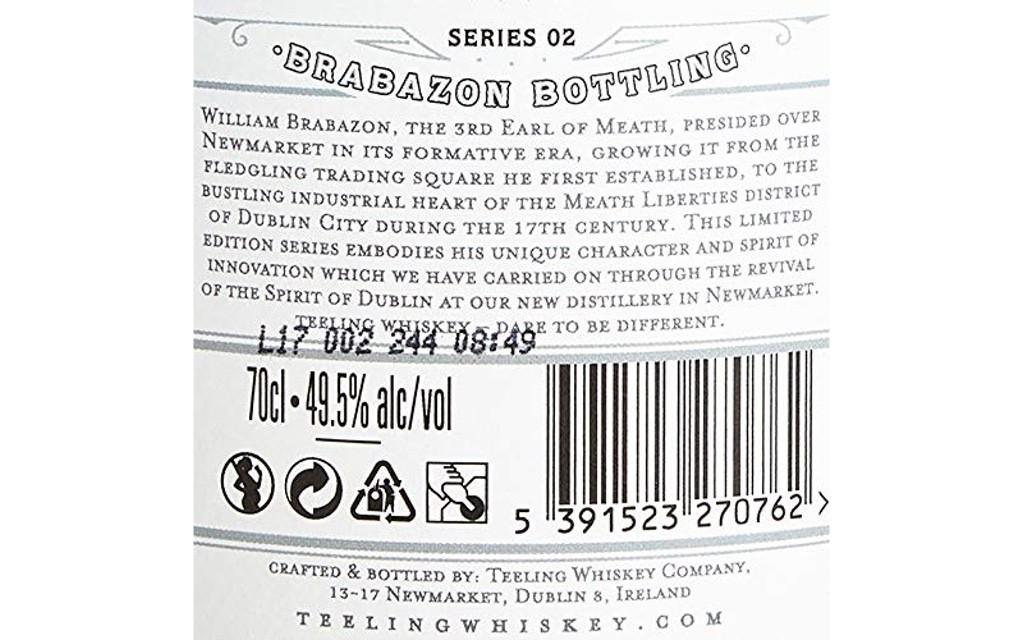 SERIES 02
·BRABAZON BOTTLING·
WILLIAM BRABAZON, THE 3RD EARL OF MEATH, PRESIDED OVER
NEWMARKET IN ITS FORMATIVE ERA, GROWING IT FROM THE
FLEDGLING TRADING SQUARE HE FIRST ESTABLISHED, TO THE
BUSTLING INDUSTRIAL HEART OF THE MEATH LIBERTIES DISTRICT
OF DUBLIN CITY DURING THE 17TH CENTURY. THIS LIMITED
EDITION SERIES EMBODIES HIS UNIQUE CHARACTER AND SPIRIT OF
INNOVATION WHICH WE HAVE CARRIED ON THROUGH THE REVIVAL
OF THE SPIRIT OF DUBLIN AT OUR NEW DISTILLERY IN NEWMARKET.
TEELING WHISKEY – DARE TO BE DIFFERENT.
L17 002 244 08:49
70cl • 49.5% alc/vol
5 391523 270762 >
CRAFTED & BOTTLED BY: TEELING WHISKEY COMPANY,
13-17 NEWMARKET, DUBLIN 8, IRELAND
TEELINGWHISKEY.COM